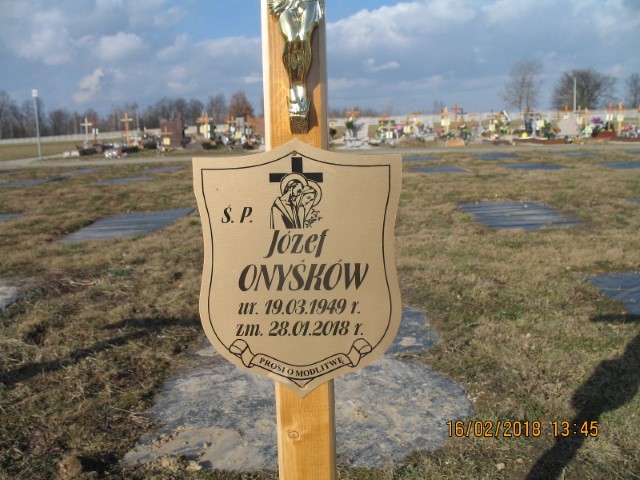 Ś. P.
Józef
ONYŚKÓW
ur. 19.03.1949 r.
zm. 28.01.2018 r.
PROSI O MODLITWĘ
16/02/2018 13:45